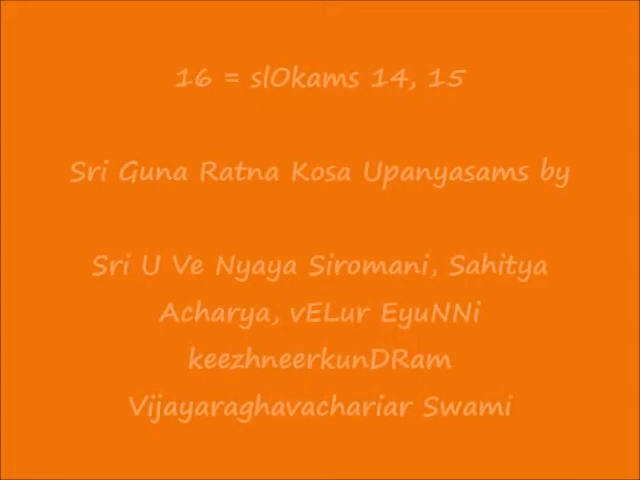 16 = slOkams 14, 15
Sri Guna Ratna Kosa Upanyasams by
Sri U Ve Nyaya Siromani, Sahitya
Acharya, vELur EyuNNi
keezhneerkunDRam
Vijayaraghavachariar Swami